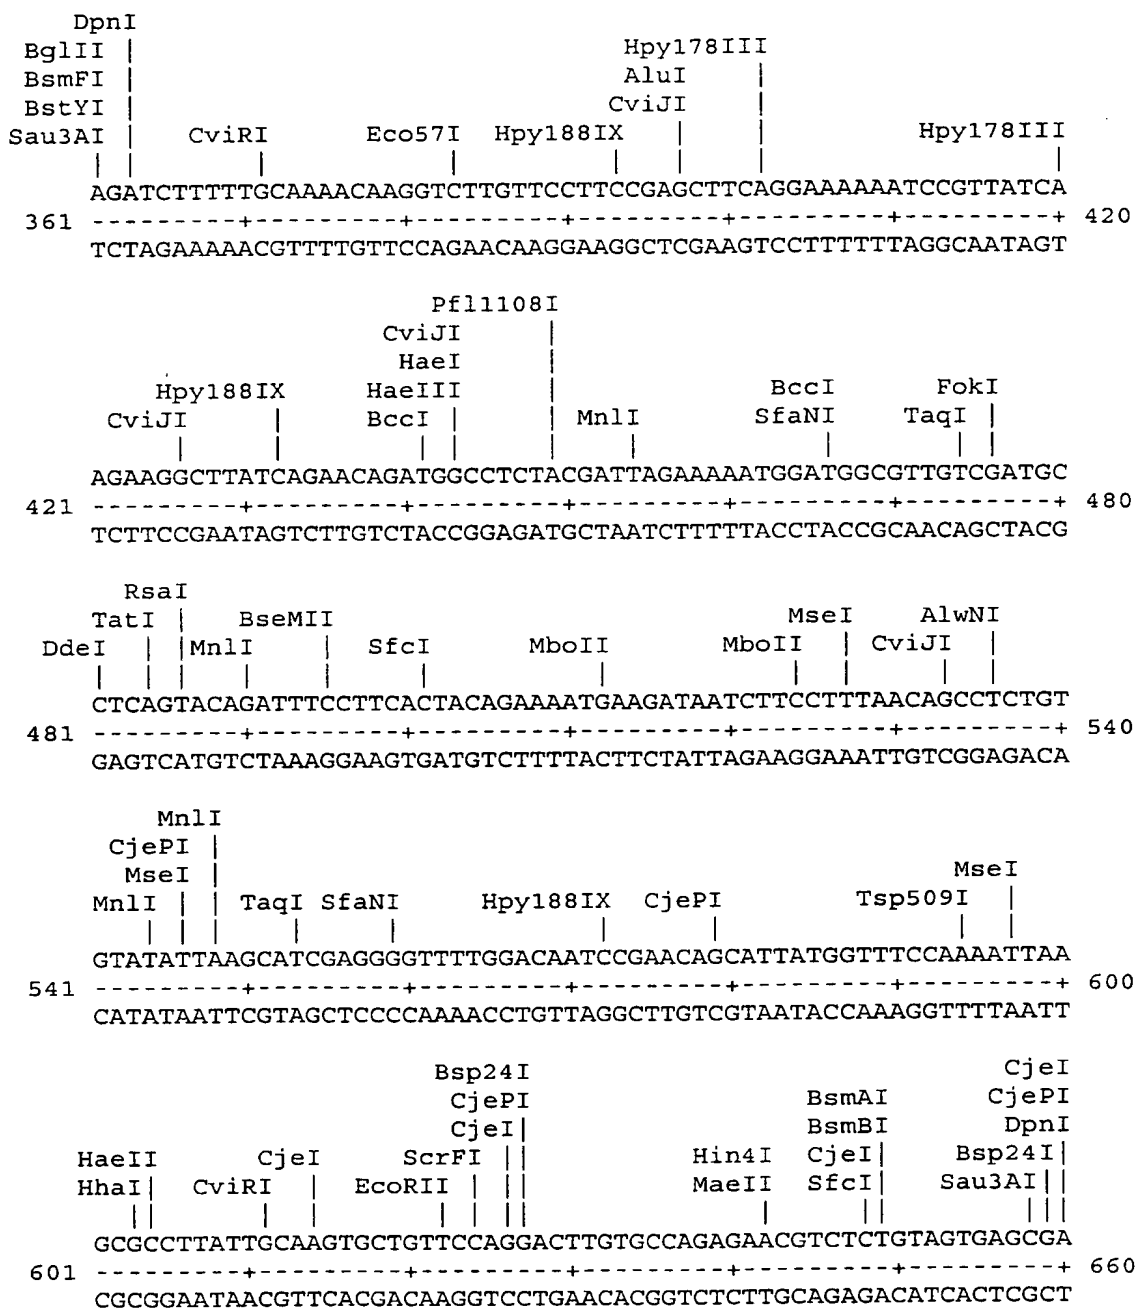 DpnI
BglII |
BsmFI | Hpy178III
BstYI | AluI |
Sau3AI | CviJI |
CviRI Eco57I Hpy188IX Hpy178III
AGATCTTTTTGCAAAACAAGGTCTTGTTCCTTCCGAGCTTCAGGAAAAAATCCGTTATCA
361 ---------+---------+---------+---------+---------+---------+ 420
TCTAGAAAAACGTTTTGTTCCAGAACAAGGAAGGCTCGAAGTCCTTTTTTAGGCAATAGT
Pfl1108I
CviJI |
HaeI |
Hpy188IX HaeIII | BccI FokI
CviJI | BccI | MnlI SfaNI TaqI |
AGAAGGCTTATCAGAACAGATGGCCTCTACGATTAGAAAAATGGATGGCGTTGTCGATGC
421 ---------+---------+---------+---------+---------+---------+ 480
TCTTCCGAATAGTCTTGTCTACCGGAGATGCTAATCTTTTTACCTACCGCAACAGCTACG
RsaI
TatI | BseMII MseI AlwNI
DdeI | | MnlI | SfcI MboII MboII | CviJI |
CTCAGTACAGATTTCCTTCACTACAGAAAATGAAGATAATCTTCCTTTAACAGCCTCTGT
481 ---------+---------+---------+---------+---------+---------+ 540
GAGTCATGTCTAAAGGAAGTGATGTCTTTTACTTCTATTAGAAGGAAATTGTCGGAGACA
MnlI
CjePI |
MseI | MseI
MnlI | | TaqI SfaNI Hpy188IX CjePI Tsp509I |
GTATATTAAGCATCGAGGGGTTTTGGACAATCCGAACAGCATTATGGTTTCCAAAATTAA
541 ---------+---------+---------+---------+---------+---------+ 600
CATATAATTCGTAGCTCCCCAAAACCTGTTAGGCTTGTCGTAATACCAAAGGTTTTAATT
Bsp24I CjeI
CjePI BsmAI CjePI
CjeI| BsmBI DpnI
HaeII CjeI ScrFI || Hin4I CjeI| Bsp24I|
HhaI| CviRI | EcoRII | || MaeII SfcI| Sau3AI||
GCGCCTTATTGCAAGTGCTGTTCCAGGACTTGTGCCAGAGAACGTCTCTGTAGTGAGCGA
601 ---------+---------+---------+---------+---------+---------+ 660
CGCGGAATAACGTTCACGACAAGGTCCTGAACACGGTCTCTTGCAGAGACATCACTCGCT